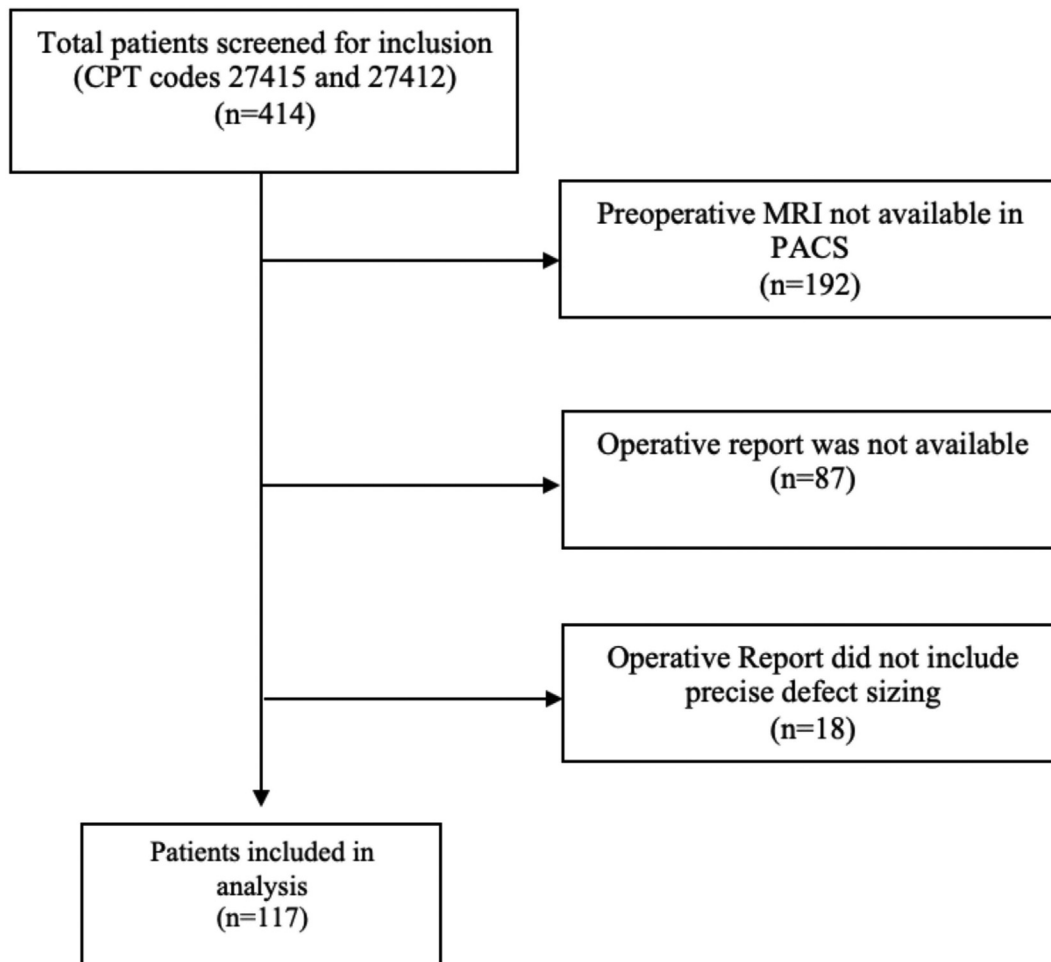 Total patients screened for inclusion
(CPT codes 27415 and 27412)
(n=414)
Preoperative MRI not available in
PACS
(n=192)
Operative report was not available
(n=87)
Operative Report did not include
precise defect sizing
(n=18)
Patients included in
analysis
(n=117)